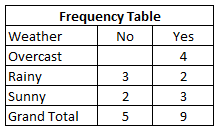 Frequency Table
Weather No Yes
Overcast 4
Rainy 3 2
Sunny 2 3
Grand Total 5 9